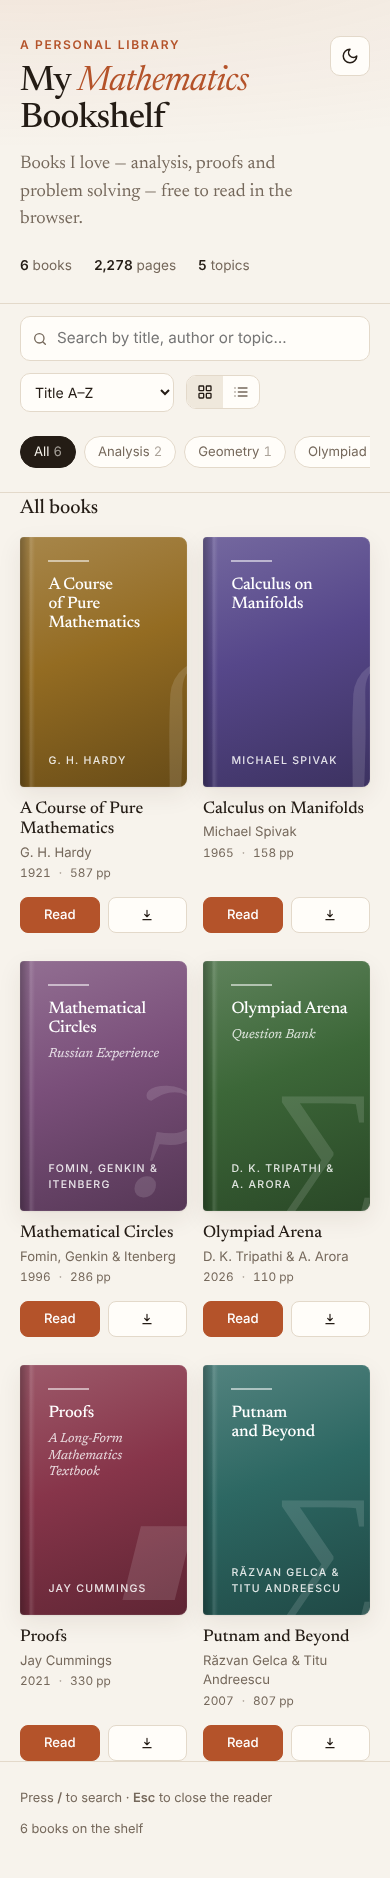 A PERSONAL LIBRARY
My Mathematics
Bookshelf
Books I love — analysis, proofs and
problem solving — free to read in the
browser.
6 books 2,278 pages 5 topics
Search by title, author or topic...
Title A–Z
All 6 Analysis 2 Geometry 1 Olympiad
All books
A Course
of Pure
Mathematics
G. H. HARDY
Calculus on
Manifolds
MICHAEL SPIVAK
A Course of Pure
Mathematics
G. H. Hardy
1921 · 587 pp
Calculus on Manifolds
Michael Spivak
1965 · 158 pp
Read
Read
Mathematical
Circles
Russian Experience
?
FOMIN, GENKIN &
ITENBERG
Olympiad Arena
Question Bank
∑
D. K. TRIPATHI &
A. ARORA
Mathematical Circles
Fomin, Genkin & Itenberg
1996 · 286 pp
Olympiad Arena
D. K. Tripathi & A. Arora
2026 · 110 pp
Read
Read
Proofs
A Long-Form
Mathematics
Textbook
JAY CUMMINGS
Putnam
and Beyond
∑
RĂZVAN GELCA &
TITU ANDREESCU
Proofs
Jay Cummings
2021 · 330 pp
Putnam and Beyond
Răzvan Gelca & Titu
Andreescu
2007 · 807 pp
Read
Read
Press / to search · Esc to close the reader
6 books on the shelf